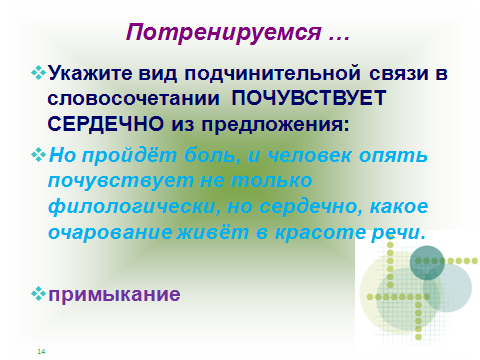 Потренируемся …
Укажите вид подчинительной связи в
словосочетании ПОЧУВСТВУЕТ
СЕРДЕЧНО из предложения:
Но пройдёт боль, и человек опять
почувствует не только
филологически, но сердечно, какое
очарование живёт в красоте речи.
примыкание
14